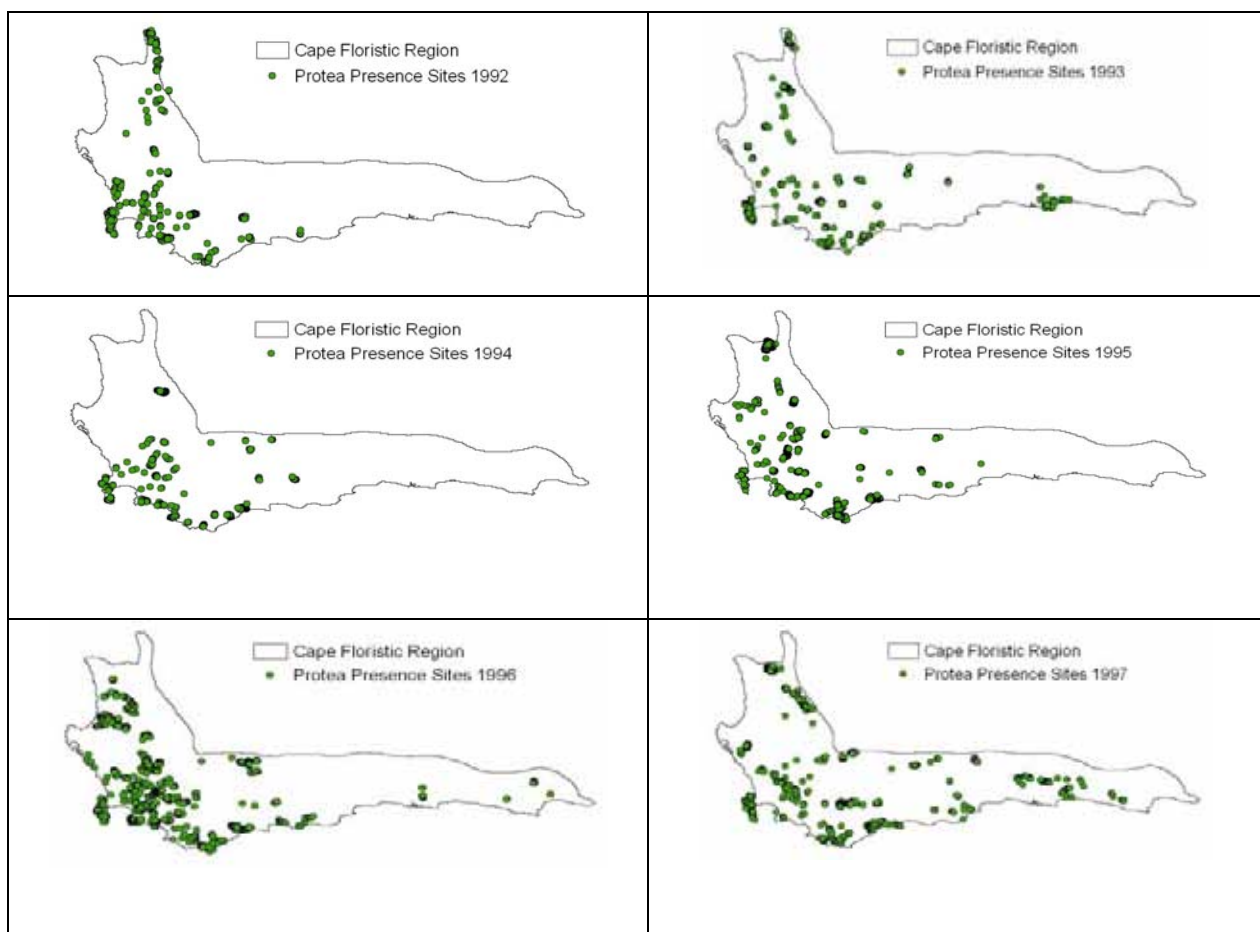 Cape Floristic Region
Protea Presence Sites 1992
Cape Floristic Region
Protea Presence Sites 1993
Cape Floristic Region
Protea Presence Sites 1994
Cape Floristic Region
Protea Presence Sites 1995
Cape Floristic Region
Protea Presence Sites 1996
Cape Floristic Region
Protea Presence Sites 1997